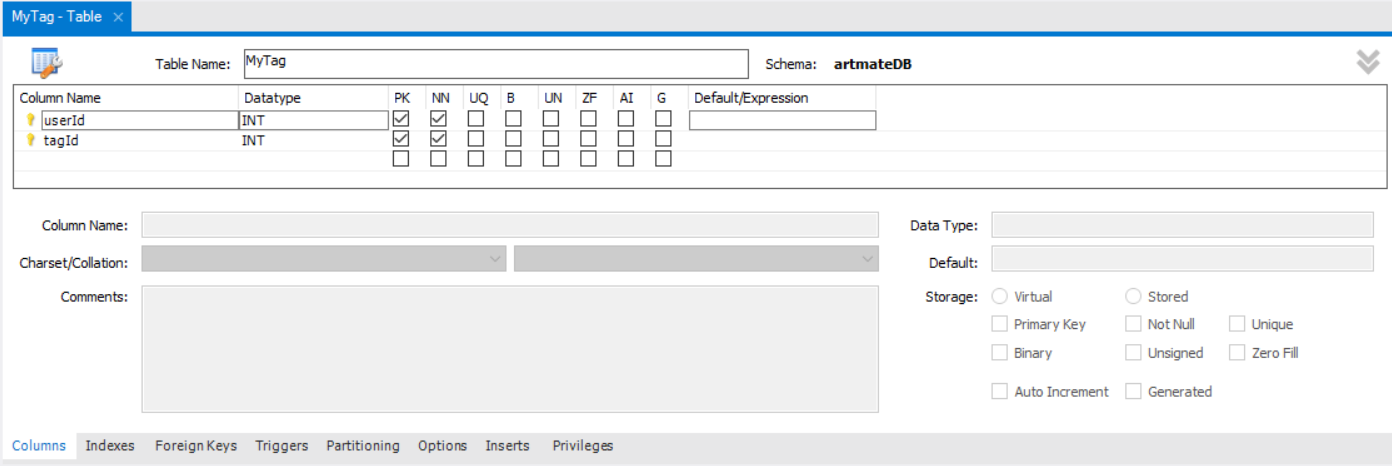 MyTag - Table ×
Table Name: MyTag Schema: artmateDB
Column Name Datatype PK NN UQ B UN ZF AI G Default/Expression
userId INT
tagId INT
Column Name: Data Type:
Charset/Collation: Default:
Comments: Storage: Virtual Stored
Primary Key Not Null Unique
Binary Unsigned Zero Fill
Auto Increment Generated
Columns Indexes Foreign Keys Triggers Partitioning Options Inserts Privileges